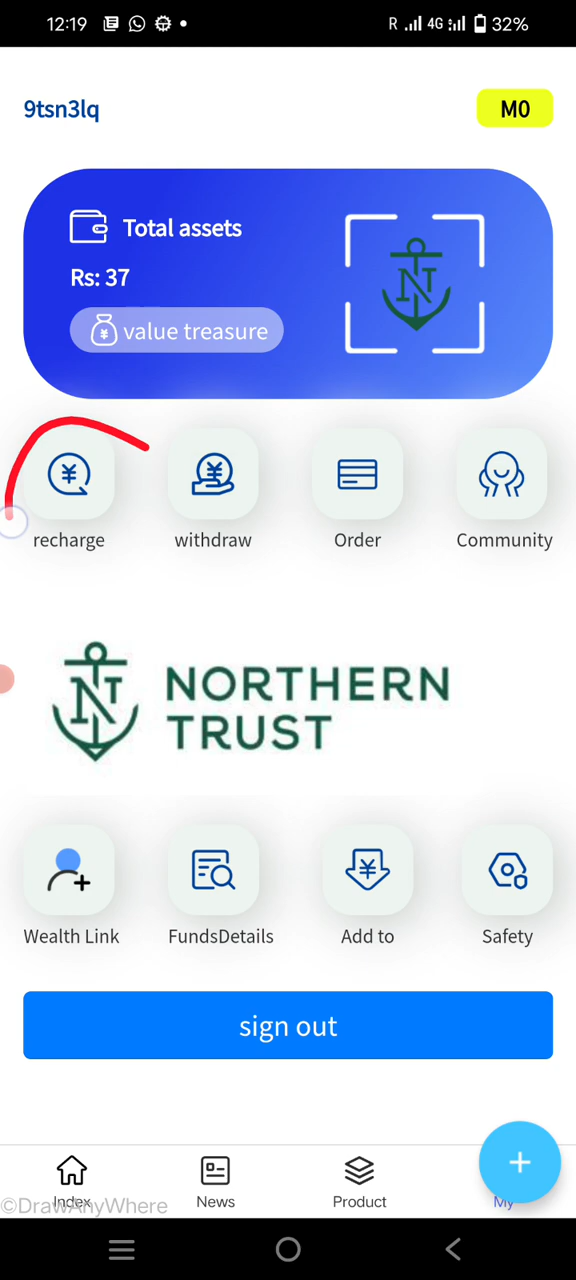 12:19
R 4G 32%
9tsn3lq
M0
Total assets
Rs: 37
¥ value treasure
N
¥
¥
recharge
withdraw
Order
Community
N
NORTHERN
TRUST
¥
Wealth Link
FundsDetails
Add to
Safety
sign out
Index
News
Product
My
©DrawAnyWhere